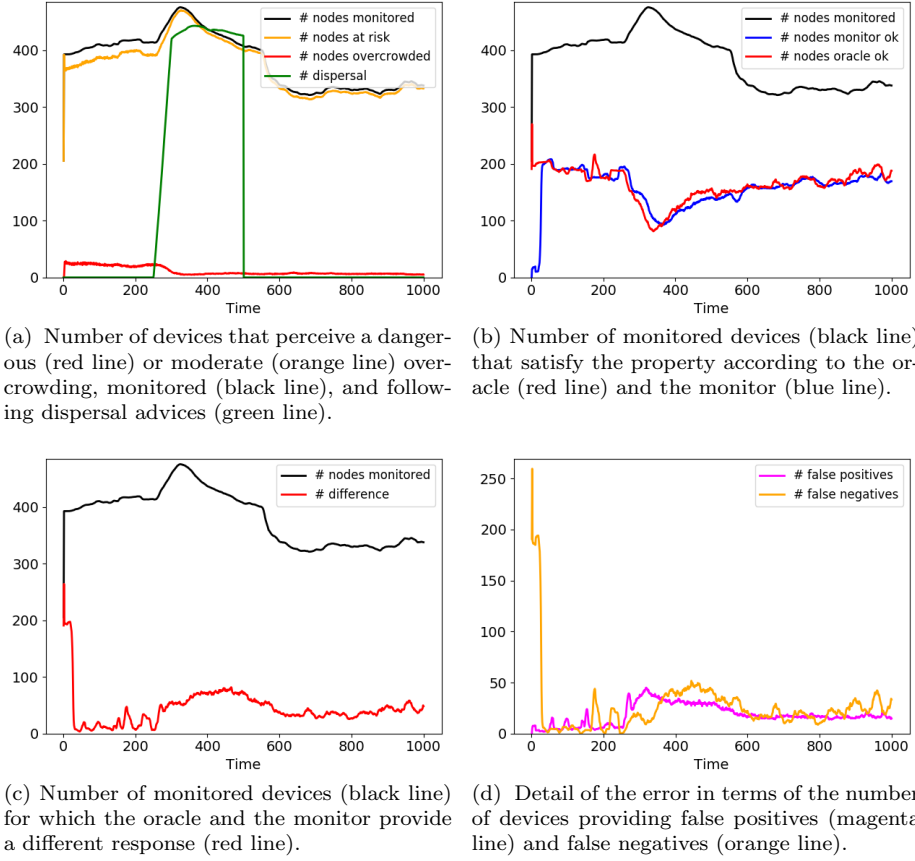 # nodes monitored
# nodes at risk
# nodes overcrowded
# dispersal
400
300
200
100
0
0 200 400 600 800 1000
Time
(a) Number of devices that perceive a danger-
ous (red line) or moderate (orange line) over-
crowding, monitored (black line), and follow-
ing dispersal advices (green line).
# nodes monitored
# nodes monitor ok
# nodes oracle ok
400
300
200
100
0
0 200 400 600 800 1000
Time
(b) Number of monitored devices (black line)
that satisfy the property according to the or-
acle (red line) and the monitor (blue line).
# nodes monitored
# difference
400
300
200
100
0
0 200 400 600 800 1000
Time
(c) Number of monitored devices (black line)
for which the oracle and the monitor provide
a different response (red line).
# false positives
# false negatives
250
200
150
100
50
0
0 200 400 600 800 1000
Time
(d) Detail of the error in terms of the number
of devices providing false positives (magenta
line) and false negatives (orange line).